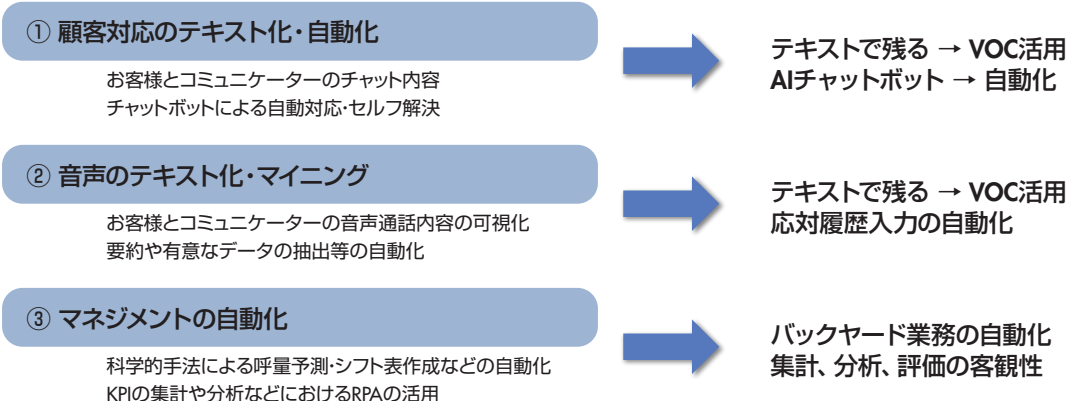 ① 顧客対応のテキスト化・自動化
お客様とコミュニケーターのチャット内容
チャットボットによる自動対応・セルフ解決
テキストで残る → VOC活用
AIチャットボット → 自動化
② 音声のテキスト化・マイニング
お客様とコミュニケーターの音声通話内容の可視化
要約や有意なデータの抽出等の自動化
テキストで残る → VOC活用
応対履歴入力の自動化
③ マネジメントの自動化
科学的手法による呼量予測・シフト表作成などの自動化
KPIの集計や分析などにおけるRPAの活用
バックヤード業務の自動化
集計、分析、評価の客観性